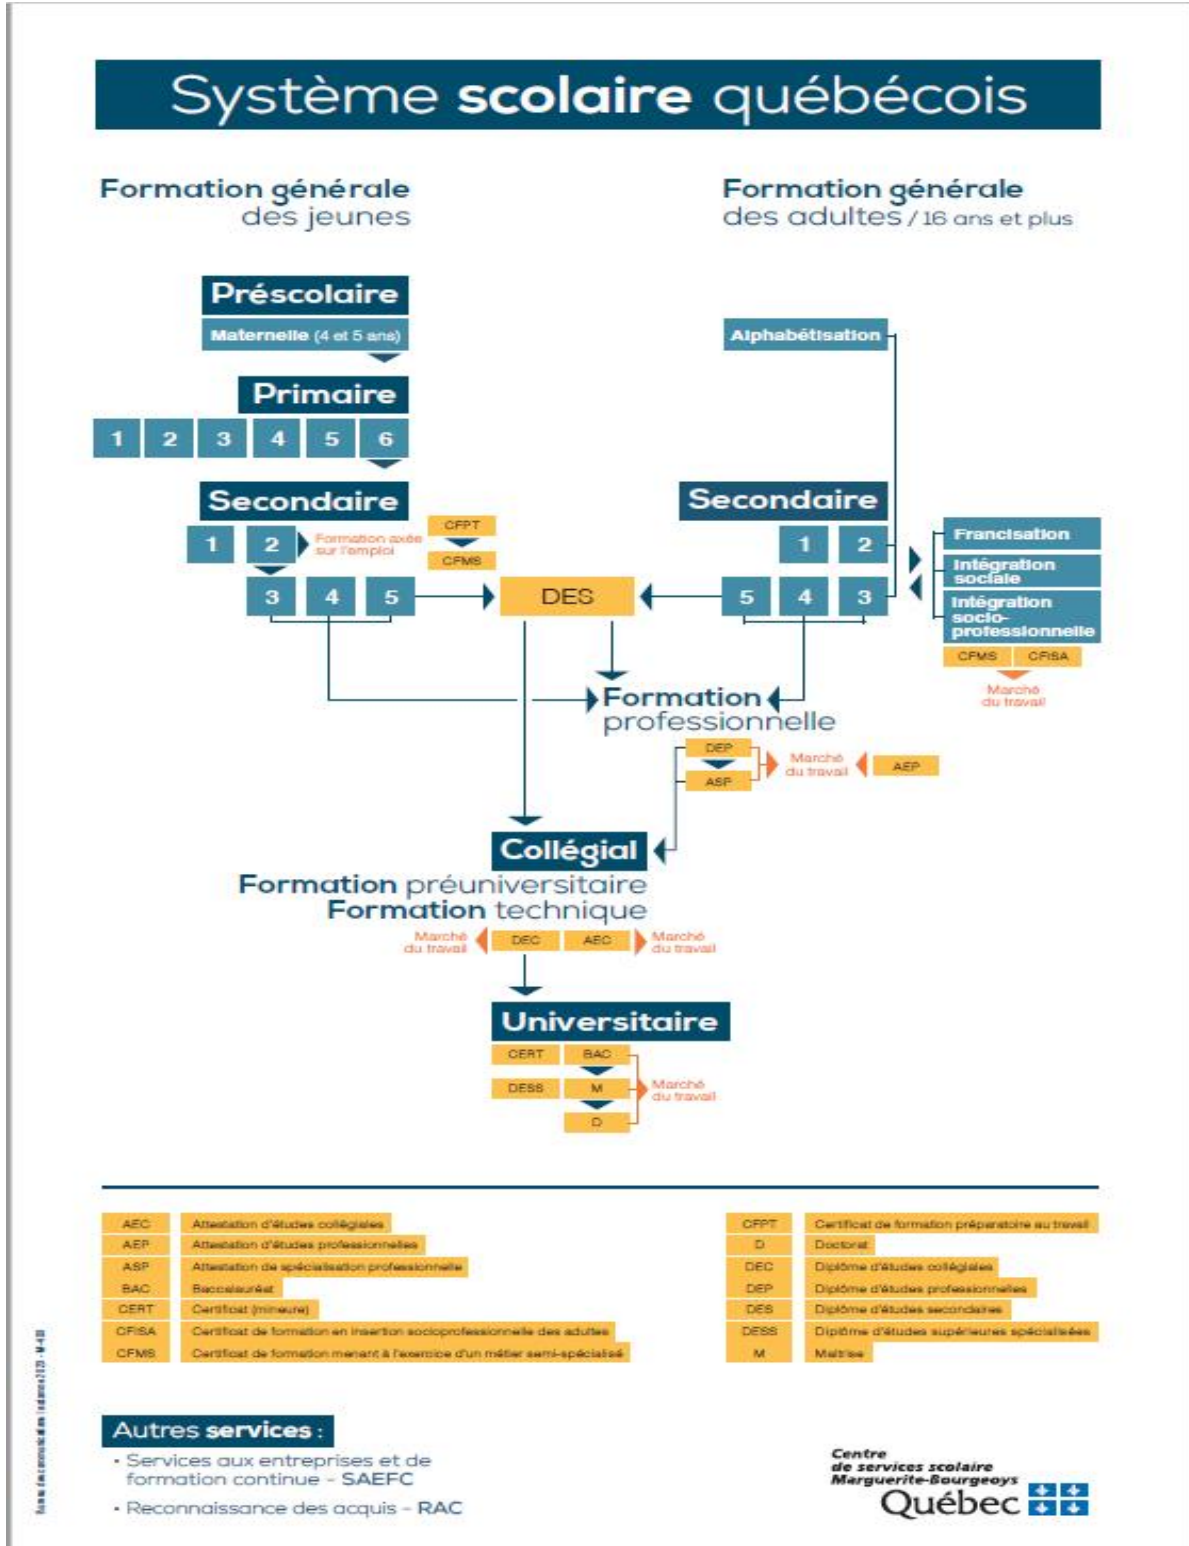 Système scolaire québécois
Formation générale
des jeunes
Formation générale
des adultes / 16 ans et plus
Préscolaire
Maternelle (4 et 5 ans)
Alphabétisation
Primaire
1 2 3 4 5 6
Secondaire
1 2
Formation axée
sur l'emploi
CFPT
CFMS
3 4 5
DES
Secondaire
1 2
5 4 3
Francisation
Intégration
sociale
Intégration
socio-
professionnelle
CFMS CFISA
Marché
du travail
Formation
professionnelle
DEP
ASP
Marché
du travail
AEP
Collégial
Formation préuniversitaire
Formation technique
Marché
du travail
DEC AEC
Marché
du travail
Universitaire
CERT BAC
DESS M
D
Marché
du travail
AEC Attestation d'études collégiales
AEP Attestation d'études professionnelles
ASP Attestation de spécialisation professionnelle
BAC Baccalauréat
CERT Certificat (mineure)
CFISA Certificat de formation en insertion socioprofessionnelle des adultes
CFMS Certificat de formation menant à l'exercice d'un métier semi-spécialisé
CFPT Certificat de formation préparatoire au travail
D Doctorat
DEC Diplôme d'études collégiales
DEP Diplôme d'études professionnelles
DES Diplôme d'études secondaires
DESS Diplôme d'études supérieures spécialisées
M Maîtrise
Autres services :
• Services aux entreprises et de
formation continue - SAEFC
• Reconnaissance des acquis - RAC
Centre
de services scolaire
Marguerite-Bourgeoys
Québec